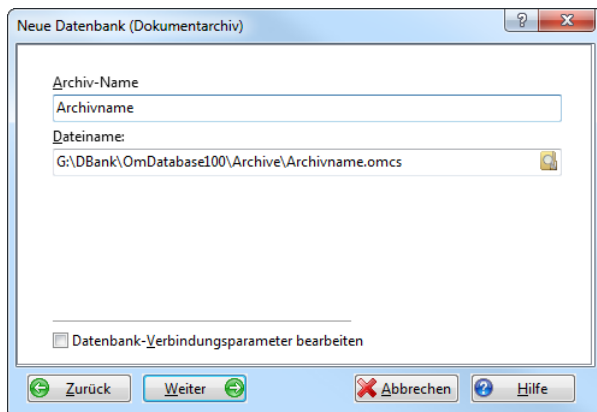 Neue Datenbank (Dokumentarchiv)
Archiv-Name
Archivname
Dateiname:
G:\DBank\OmDatabase100\Archive\Archivname.omcs
Datenbank-Verbindungsparameter bearbeiten
Zurück Weiter Abbrechen Hilfe